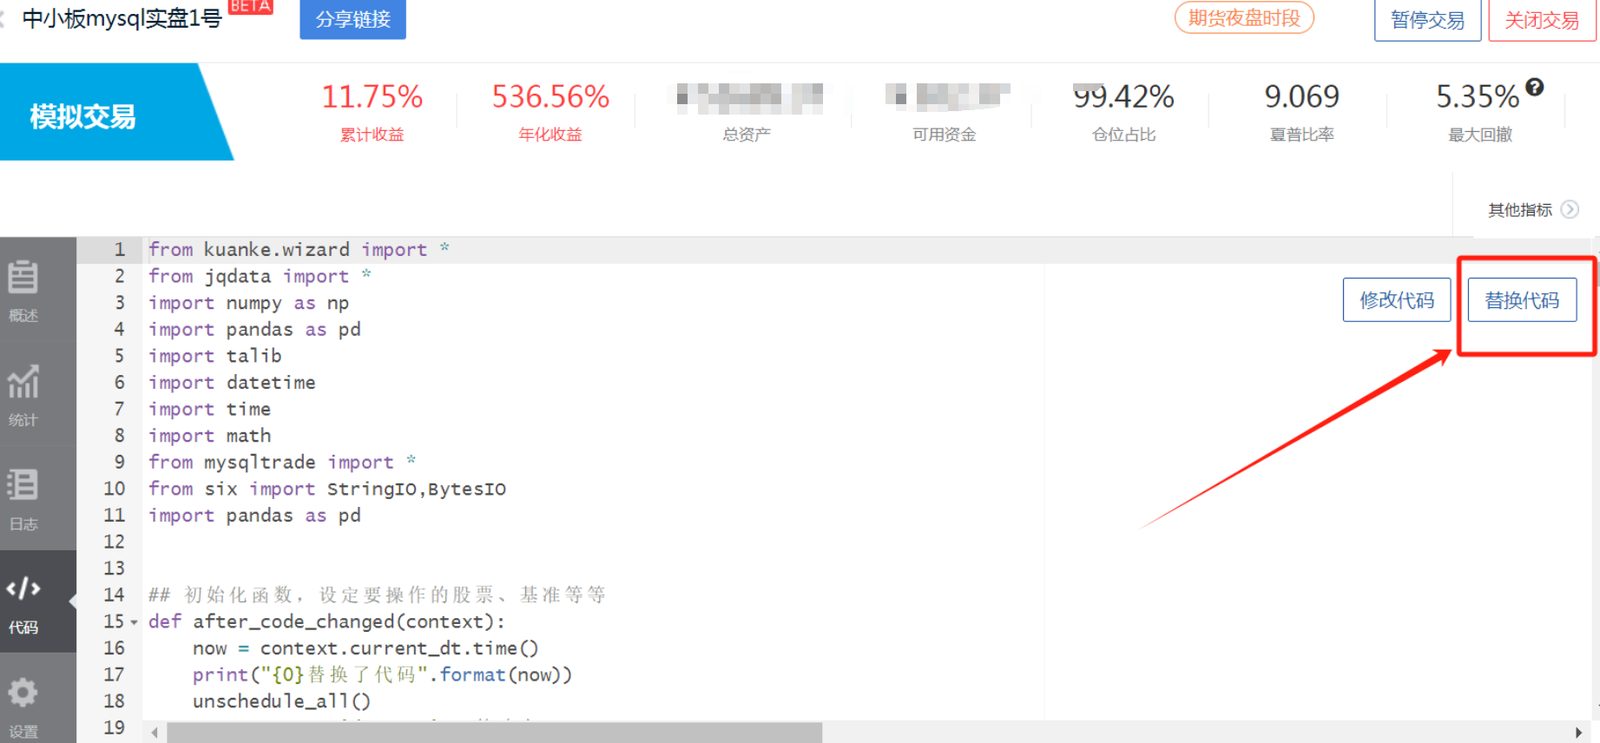 中小板mysql实盘1号 BETA 分享链接 期货夜盘时段 暂停交易 关闭交易
模拟交易
11.75% 536.56% 99.42% 9.069 5.35% ?
累计收益 年化收益 总资产 可用资金 仓位占比 夏普比率 最大回撤
其他指标
修改代码 替换代码
概述
统计
日志
</>
代码
设置
1 from kuanke.wizard import *
2 from jqdata import *
3 import numpy as np
4 import pandas as pd
5 import talib
6 import datetime
7 import time
8 import math
9 from mysqltrade import *
10 from six import StringIO,BytesIO
11 import pandas as pd
12
13
14 ## 初始化函数，设定要操作的股票、基准等等
15 def after_code_changed(context):
16 now = context.current_dt.time()
17 print("{0}替换了代码".format(now))
18 unschedule_all()
19